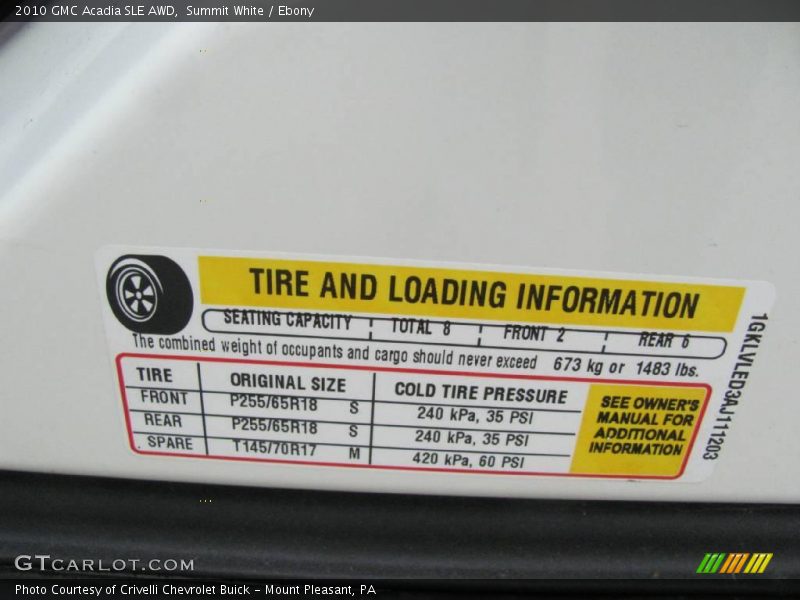 2010 GMC Acadia SLE AWD, Summit White / Ebony
TIRE AND LOADING INFORMATION
SEATING CAPACITY TOTAL 8 FRONT 2 REAR 6
The combined weight of occupants and cargo should never exceed 673 kg or 1483 lbs.
TIRE ORIGINAL SIZE COLD TIRE PRESSURE
FRONT P255/65R18 S 240 kPa, 35 PSI
REAR P255/65R18 S 240 kPa, 35 PSI
SPARE T145/70R17 M 420 kPa, 60 PSI
SEE OWNER'S
MANUAL FOR
ADDITIONAL
INFORMATION
1GKLVLED3AJ111203
GTCARLOT.COM
Photo Courtesy of Crivelli Chevrolet Buick - Mount Pleasant, PA